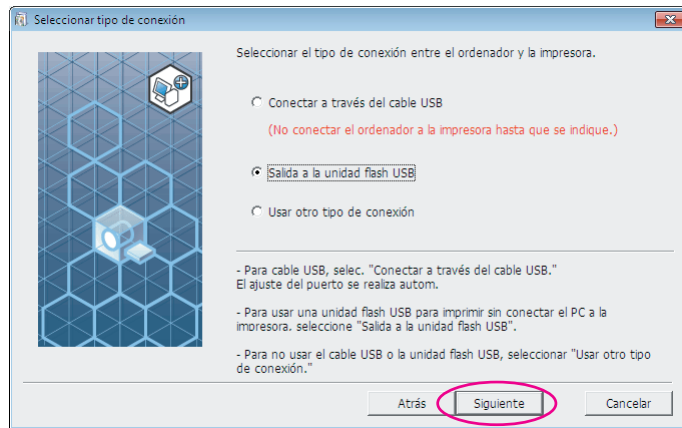 Seleccionar tipo de conexión
Seleccionar el tipo de conexión entre el ordenador y la impresora.
Conectar a través del cable USB
(No conectar el ordenador a la impresora hasta que se indique.)
Salida a la unidad flash USB
Usar otro tipo de conexión
- Para cable USB, selec. "Conectar a través del cable USB."
El ajuste del puerto se realiza autom.
- Para usar una unidad flash USB para imprimir sin conectar el PC a la
impresora. seleccione "Salida a la unidad flash USB".
- Para no usar el cable USB o la unidad flash USB, seleccionar "Usar otro tipo
de conexión."
Atrás
Siguiente
Cancelar